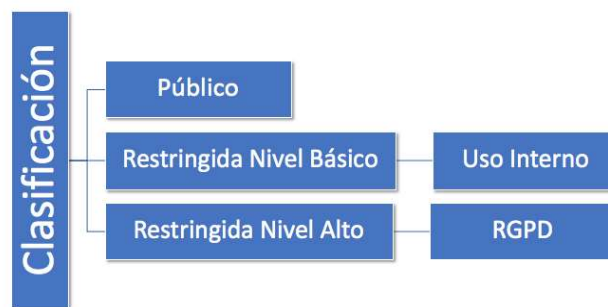 Clasificación
Público
Restringida Nivel Básico
Uso Interno
Restringida Nivel Alto
RGPD